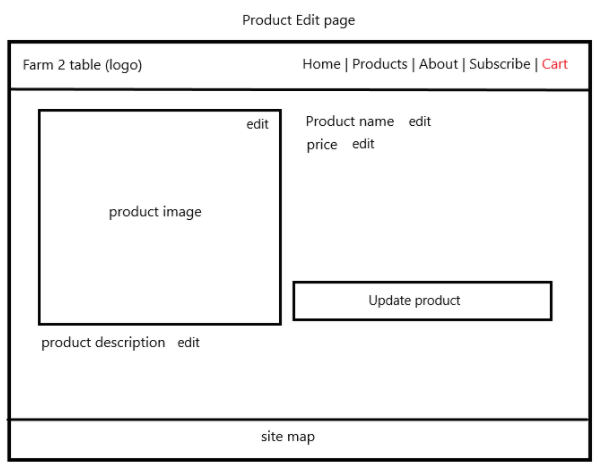 Product Edit page
Farm 2 table (logo)
Home | Products | About | Subscribe | Cart
edit
product image
Product name edit
price edit
Update product
product description edit
site map